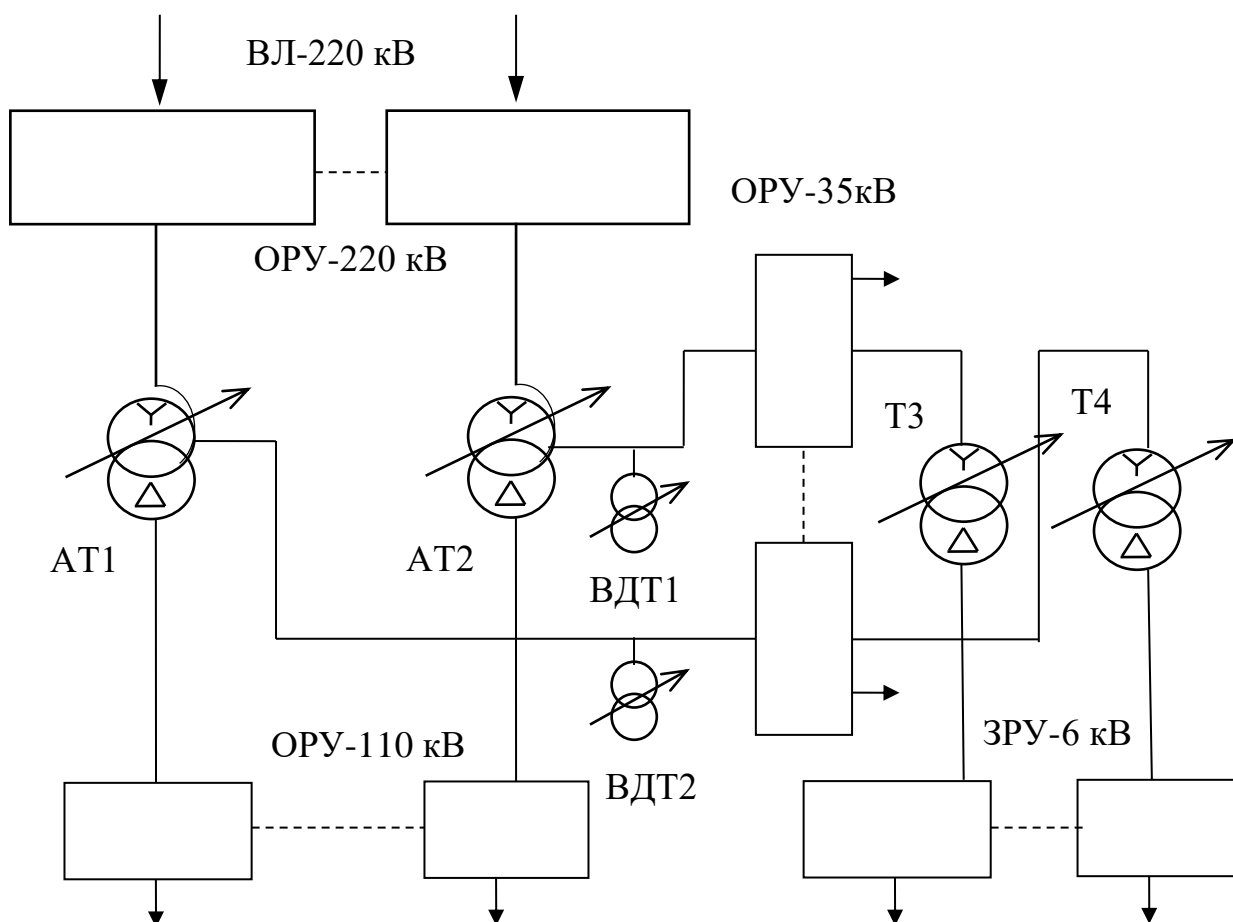 ВЛ-220 кВ
ОРУ-35кВ
ОРУ-220 кВ
Т3
Т4
АТ1
АТ2
ВДТ1
ОРУ-110 кВ
ЗРУ-6 кВ
ВДТ2